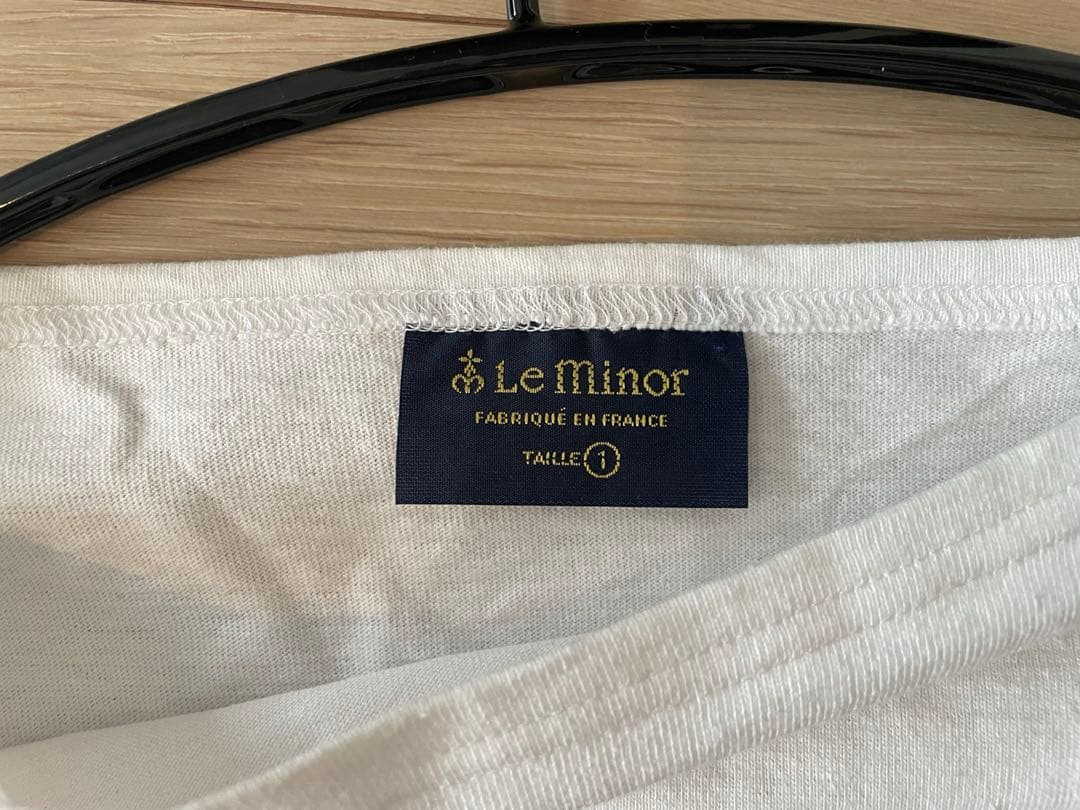 Le Minor
FABRIQUÉ EN FRANCE
TAILLE 1